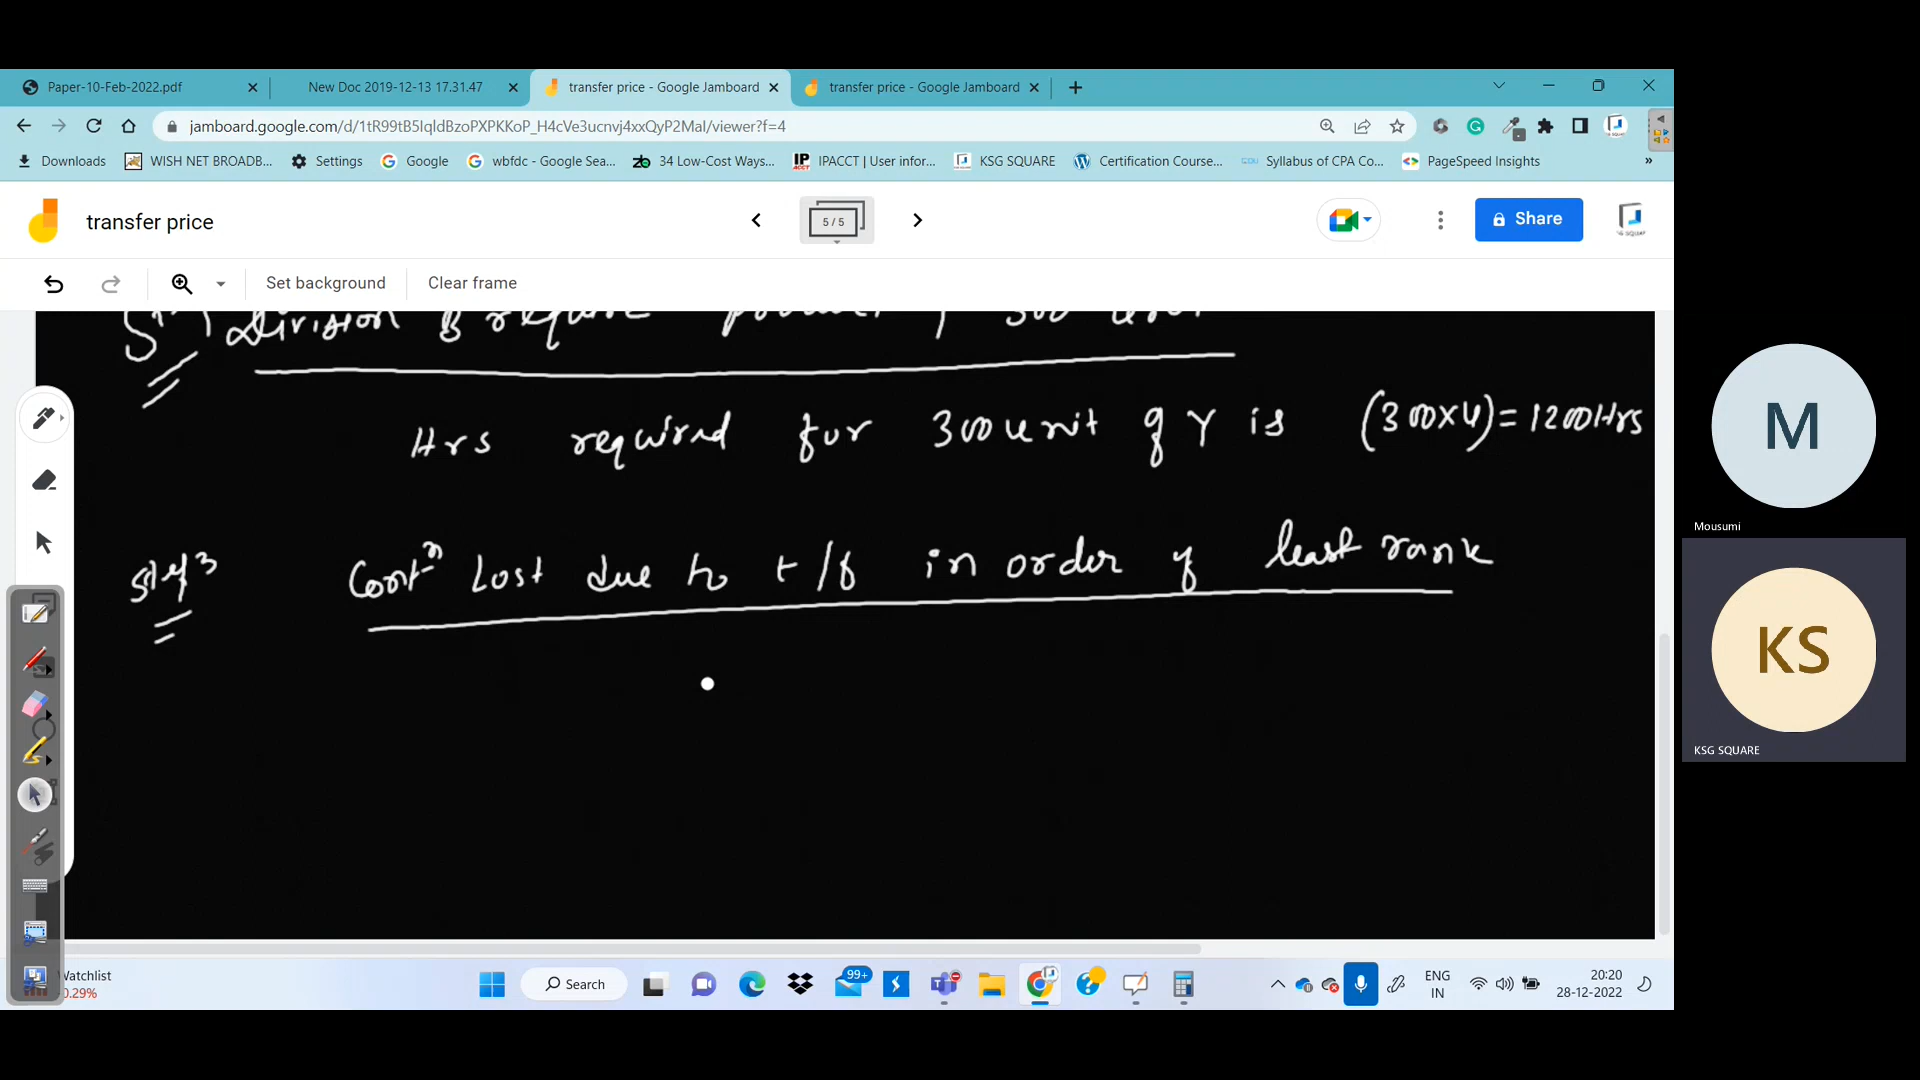 Paper-10-Feb-2022.pdf
New Doc 2019-12-13 17.31.47
transfer price - Google Jamboard
transfer price - Google Jamboard
jamboard.google.com/d/1tR99tB5IqldBzoPXPKKoP_H4cVe3ucnvj4xxQyP2MaI/viewer?f=4
Downloads
WISH NET BROADB...
Settings
Google
wbfdc - Google Sea...
34 Low-Cost Ways...
IPACCT | User infor...
KSG SQUARE
Certification Course...
Syllabus of CPA Co...
PageSpeed Insights
»
transfer price
5 / 5
Share
Set background
Clear frame
Division B require
Hrs required for 300 unit of Y is (300x4) = 1200Hrs
Step 3 Contn Lost due to t/f in order of least rank
M
Mousumi
KS
KSG SQUARE
Watchlist
0.29%
Search
99+
ENG
IN
20:20
28-12-2022